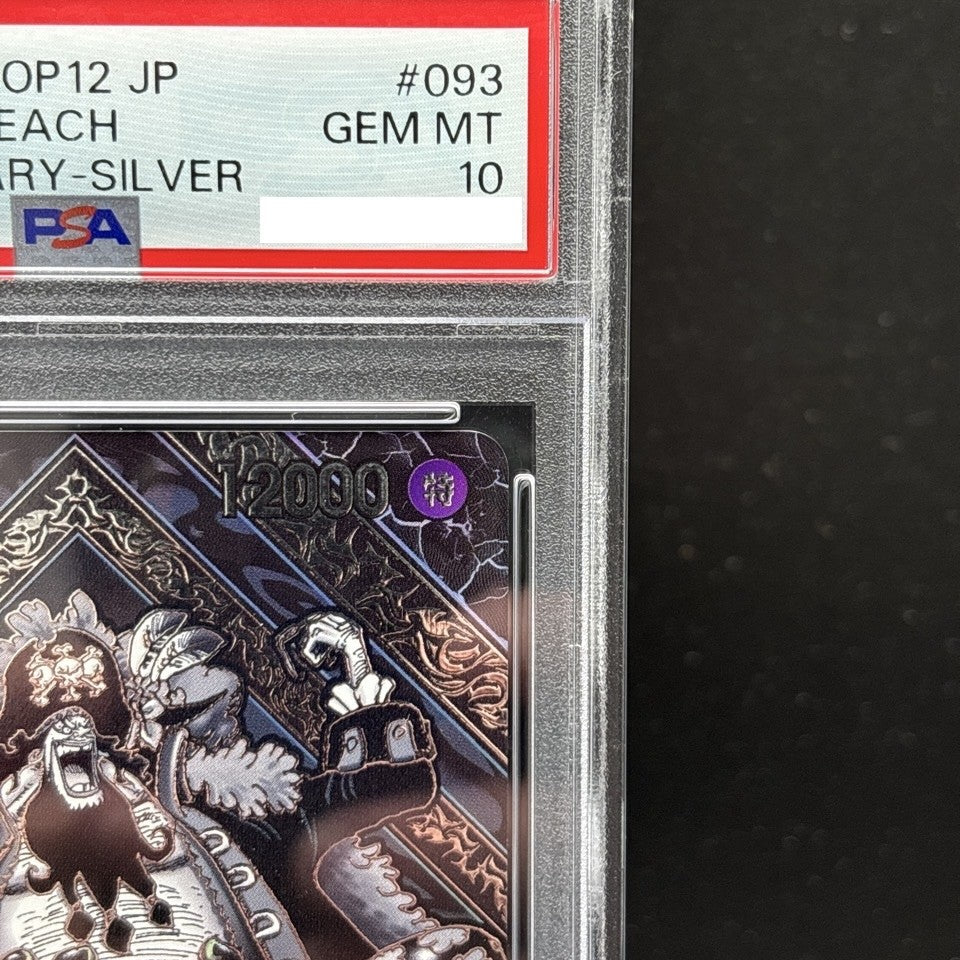 OP12 JP #093
EACH GEM MT
ARY-SILVER 10
PSA
12000 特